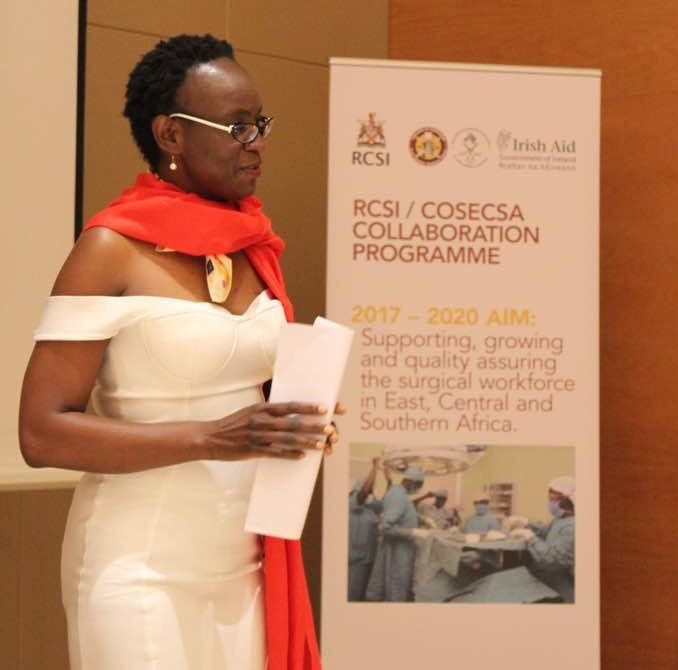 RCSI
Irish Aid
Government of Ireland
Rialtas na hÉireann
RCSI / COSECSA
COLLABORATION
PROGRAMME
2017 – 2020 AIM:
Supporting, growing
and quality assuring
the surgical workforce
in East, Central and
Southern Africa.